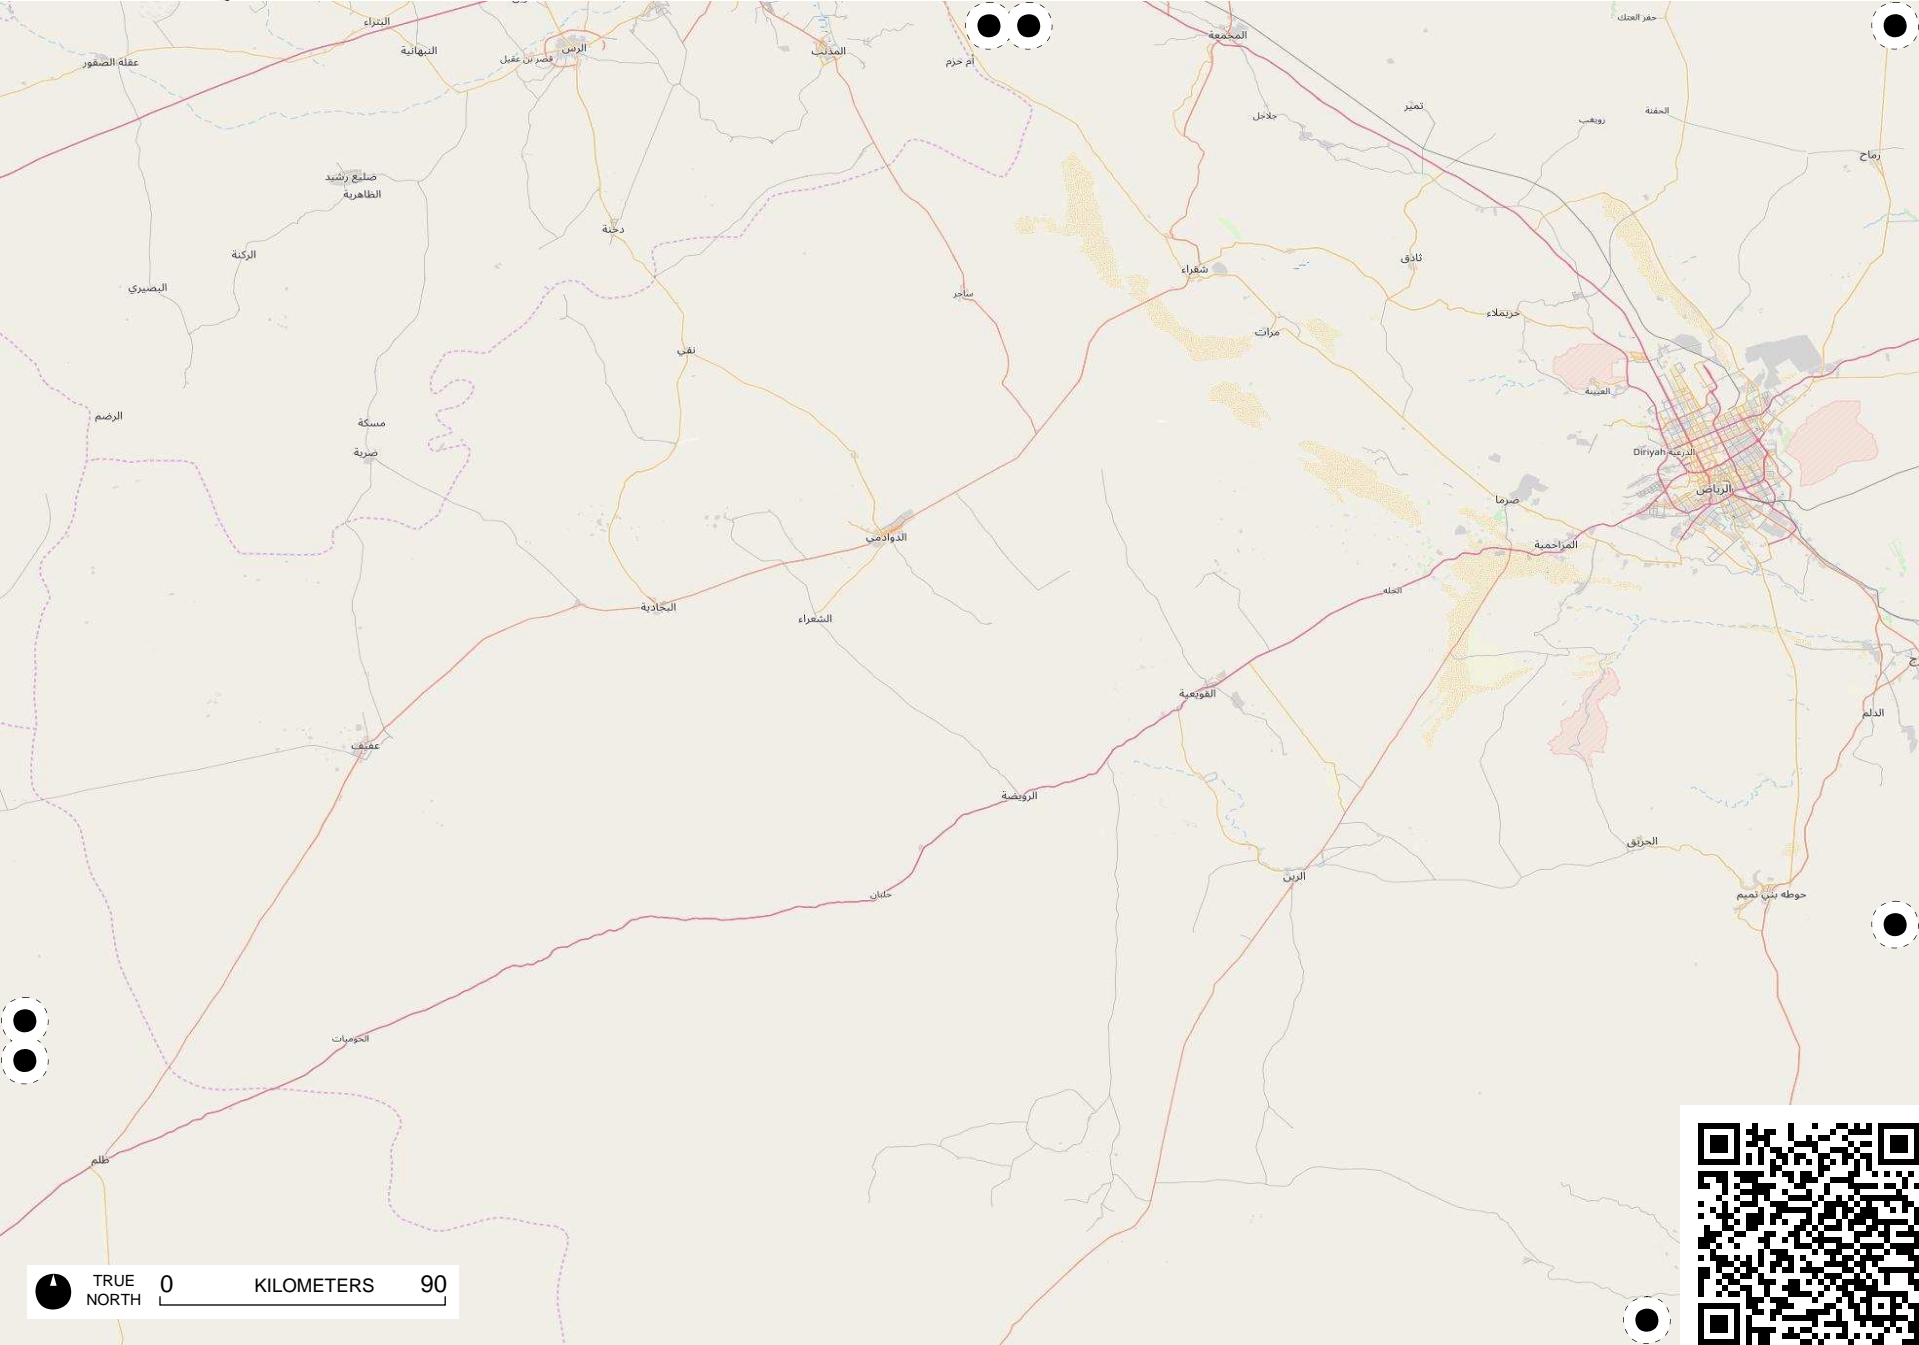 البتراء
النبهانية
عقلة الصقور
الرس
قصر بن عقيل
المذنب
أم حزم
المجمعة
حفر العتك
جلاجل
تمير
رويغب
الحفنة
رماح
ضليع رشيد
الظاهرية
دخنة
الركنة
البصيري
ساجر
شقراء
ثادق
حريملاء
مرات
نفي
العيينة
الرضم
مسكة
ضرية
Diriyah الدرعية
الرياض
ضرما
المزاحمية
الدوادمي
الخله
البجادية
الشعراء
القويعية
الدلم
ج
عفيف
الرويضة
الحريق
الرين
حوطه بني تميم
حلبان
الحوميات
ظلم
TRUE NORTH
0 KILOMETERS 90